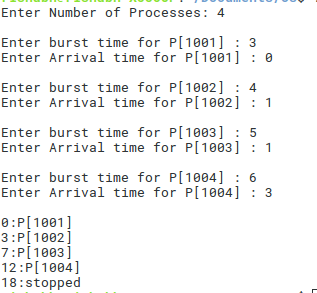 Enter Number of Processes: 4
Enter burst time for P[1001] : 3
Enter Arrival time for P[1001] : 0
Enter burst time for P[1002] : 4
Enter Arrival time for P[1002] : 1
Enter burst time for P[1003] : 5
Enter Arrival time for P[1003] : 1
Enter burst time for P[1004] : 6
Enter Arrival time for P[1004] : 3
0:P[1001]
3:P[1002]
7:P[1003]
12:P[1004]
18:stopped